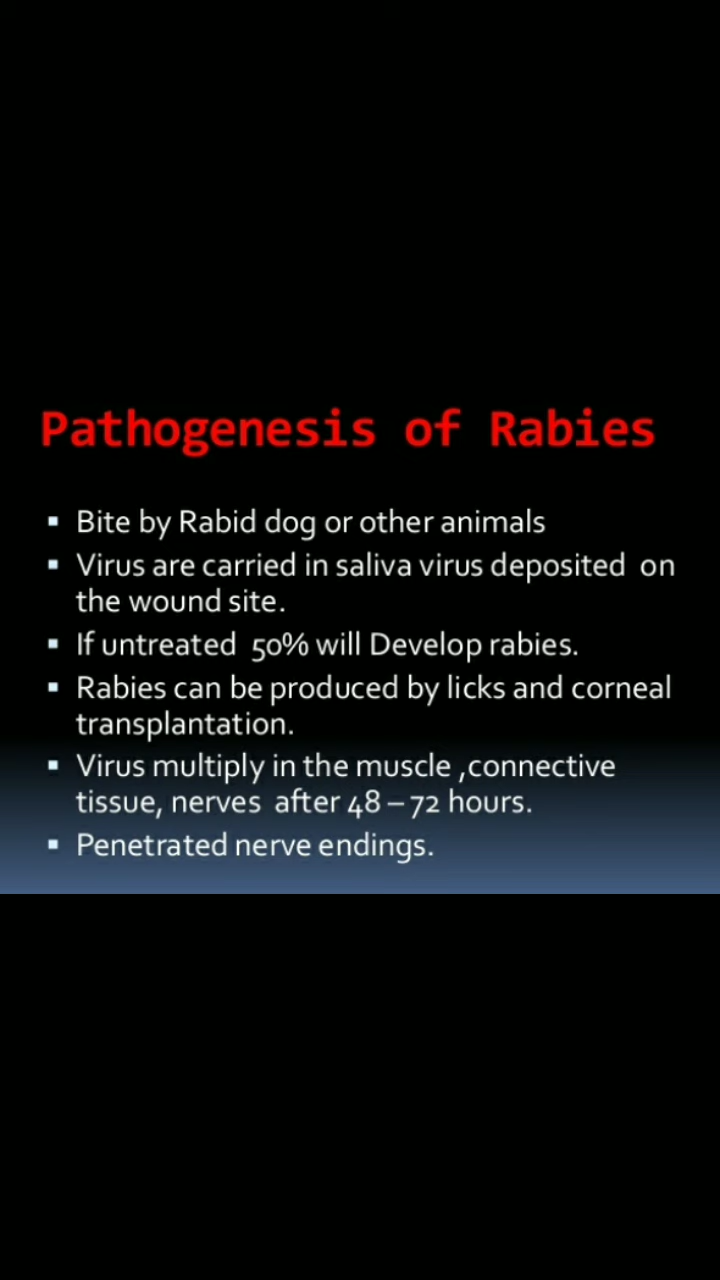 Pathogenesis of Rabies
▪ Bite by Rabid dog or other animals
▪ Virus are carried in saliva virus deposited on
the wound site.
▪ If untreated 50% will Develop rabies.
▪ Rabies can be produced by licks and corneal
transplantation.
▪ Virus multiply in the muscle ,connective
tissue, nerves after 48 – 72 hours.
▪ Penetrated nerve endings.